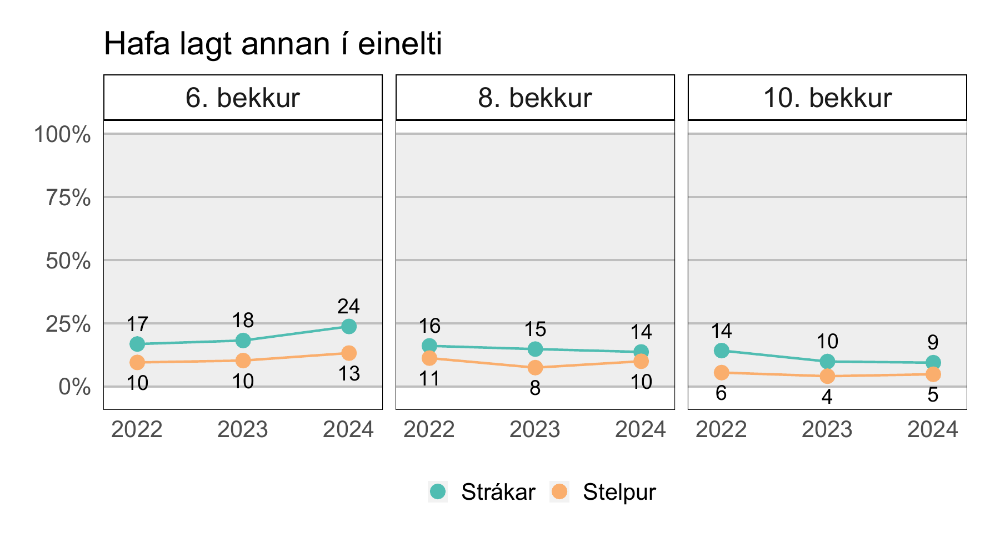 Hafa lagt annan í einelti
6. bekkur 8. bekkur 10. bekkur
100%
75%
50%
25%
0%
17 18 24
10 10 13
16 15 14
11 8 10
14 10 9
6 4 5
2022 2023 2024 2022 2023 2024 2022 2023 2024
Strákar Stelpur